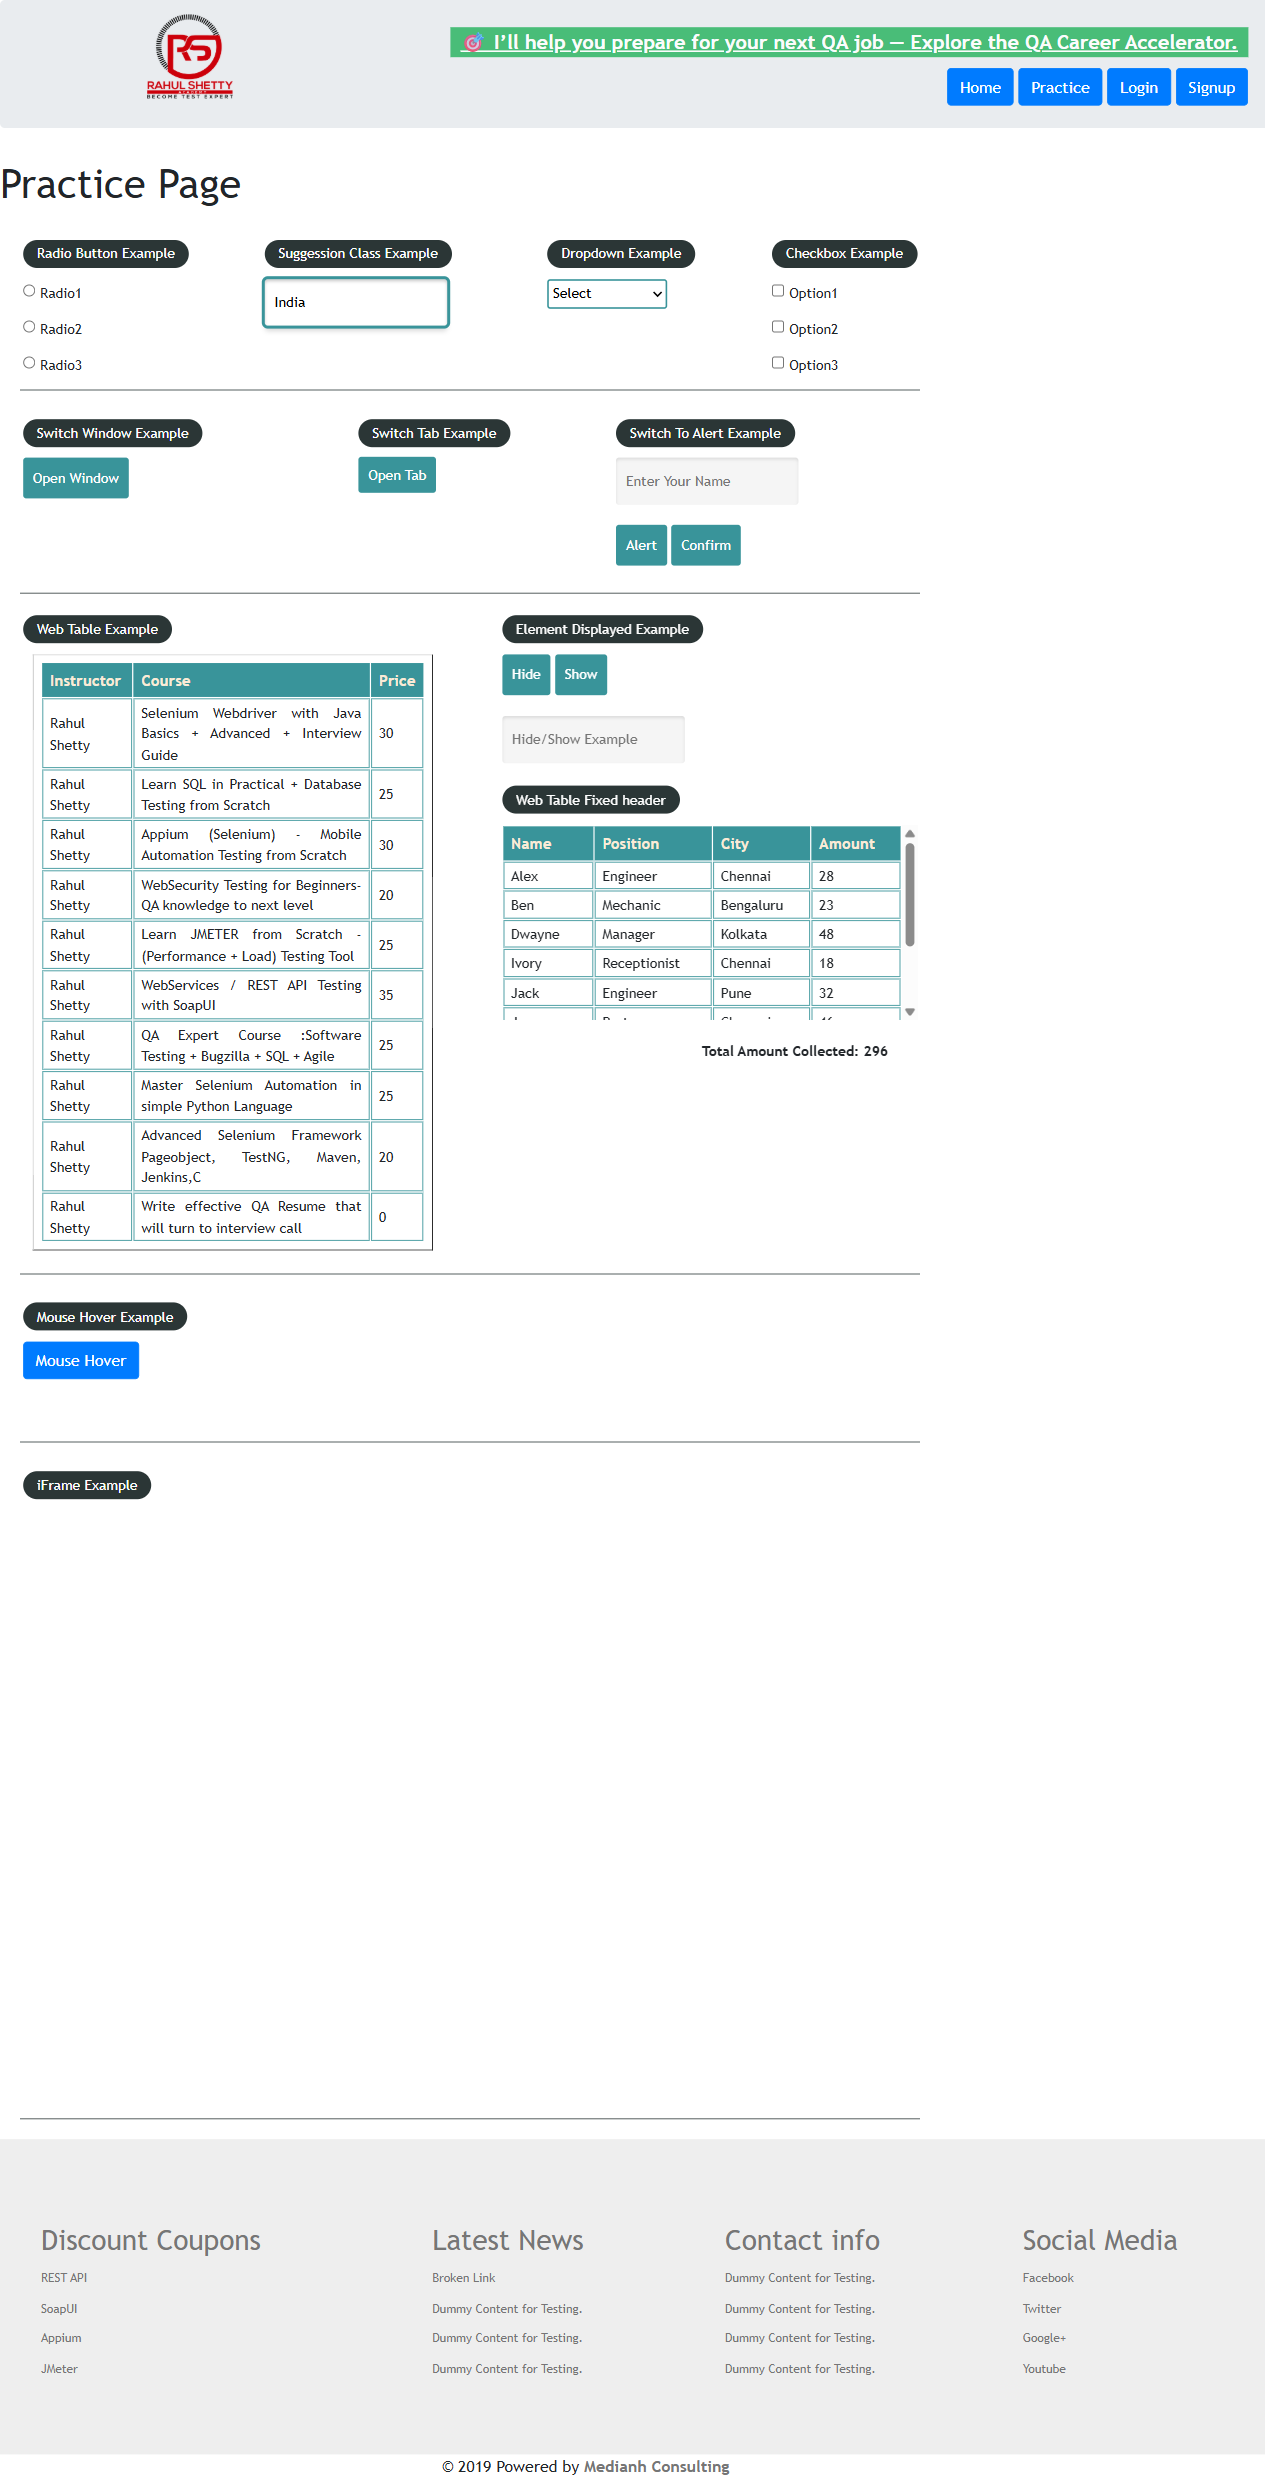 RAHUL SHETTY
ACADEMY
BECOME TEST EXPERT
🎯 I’ll help you prepare for your next QA job — Explore the QA Career Accelerator.
Home Practice Login Signup
Practice Page
Radio Button Example
Radio1
Radio2
Radio3
Suggession Class Example
India
Dropdown Example
Select
Checkbox Example
Option1
Option2
Option3
Switch Window Example
Open Window
Switch Tab Example
Open Tab
Switch To Alert Example
Enter Your Name
Alert Confirm
Web Table Example
Instructor Course Price
Rahul Shetty Selenium Webdriver with Java Basics + Advanced + Interview Guide 30
Rahul Shetty Learn SQL in Practical + Database Testing from Scratch 25
Rahul Shetty Appium (Selenium) - Mobile Automation Testing from Scratch 30
Rahul Shetty WebSecurity Testing for Beginners-QA knowledge to next level 20
Rahul Shetty Learn JMETER from Scratch - (Performance + Load) Testing Tool 25
Rahul Shetty WebServices / REST API Testing with SoapUI 35
Rahul Shetty QA Expert Course :Software Testing + Bugzilla + SQL + Agile 25
Rahul Shetty Master Selenium Automation in simple Python Language 25
Rahul Shetty Advanced Selenium Framework Pageobject, TestNG, Maven, Jenkins,C 20
Rahul Shetty Write effective QA Resume that will turn to interview call 0
Element Displayed Example
Hide Show
Hide/Show Example
Web Table Fixed header
Name Position City Amount
Alex Engineer Chennai 28
Ben Mechanic Bengaluru 23
Dwayne Manager Kolkata 48
Ivory Receptionist Chennai 18
Jack Engineer Pune 32
Total Amount Collected: 296
Mouse Hover Example
Mouse Hover
iFrame Example
Discount Coupons
REST API
SoapUI
Appium
JMeter
Latest News
Broken Link
Dummy Content for Testing.
Dummy Content for Testing.
Dummy Content for Testing.
Contact info
Dummy Content for Testing.
Dummy Content for Testing.
Dummy Content for Testing.
Dummy Content for Testing.
Social Media
Facebook
Twitter
Google+
Youtube
© 2019 Powered by Medianh Consulting